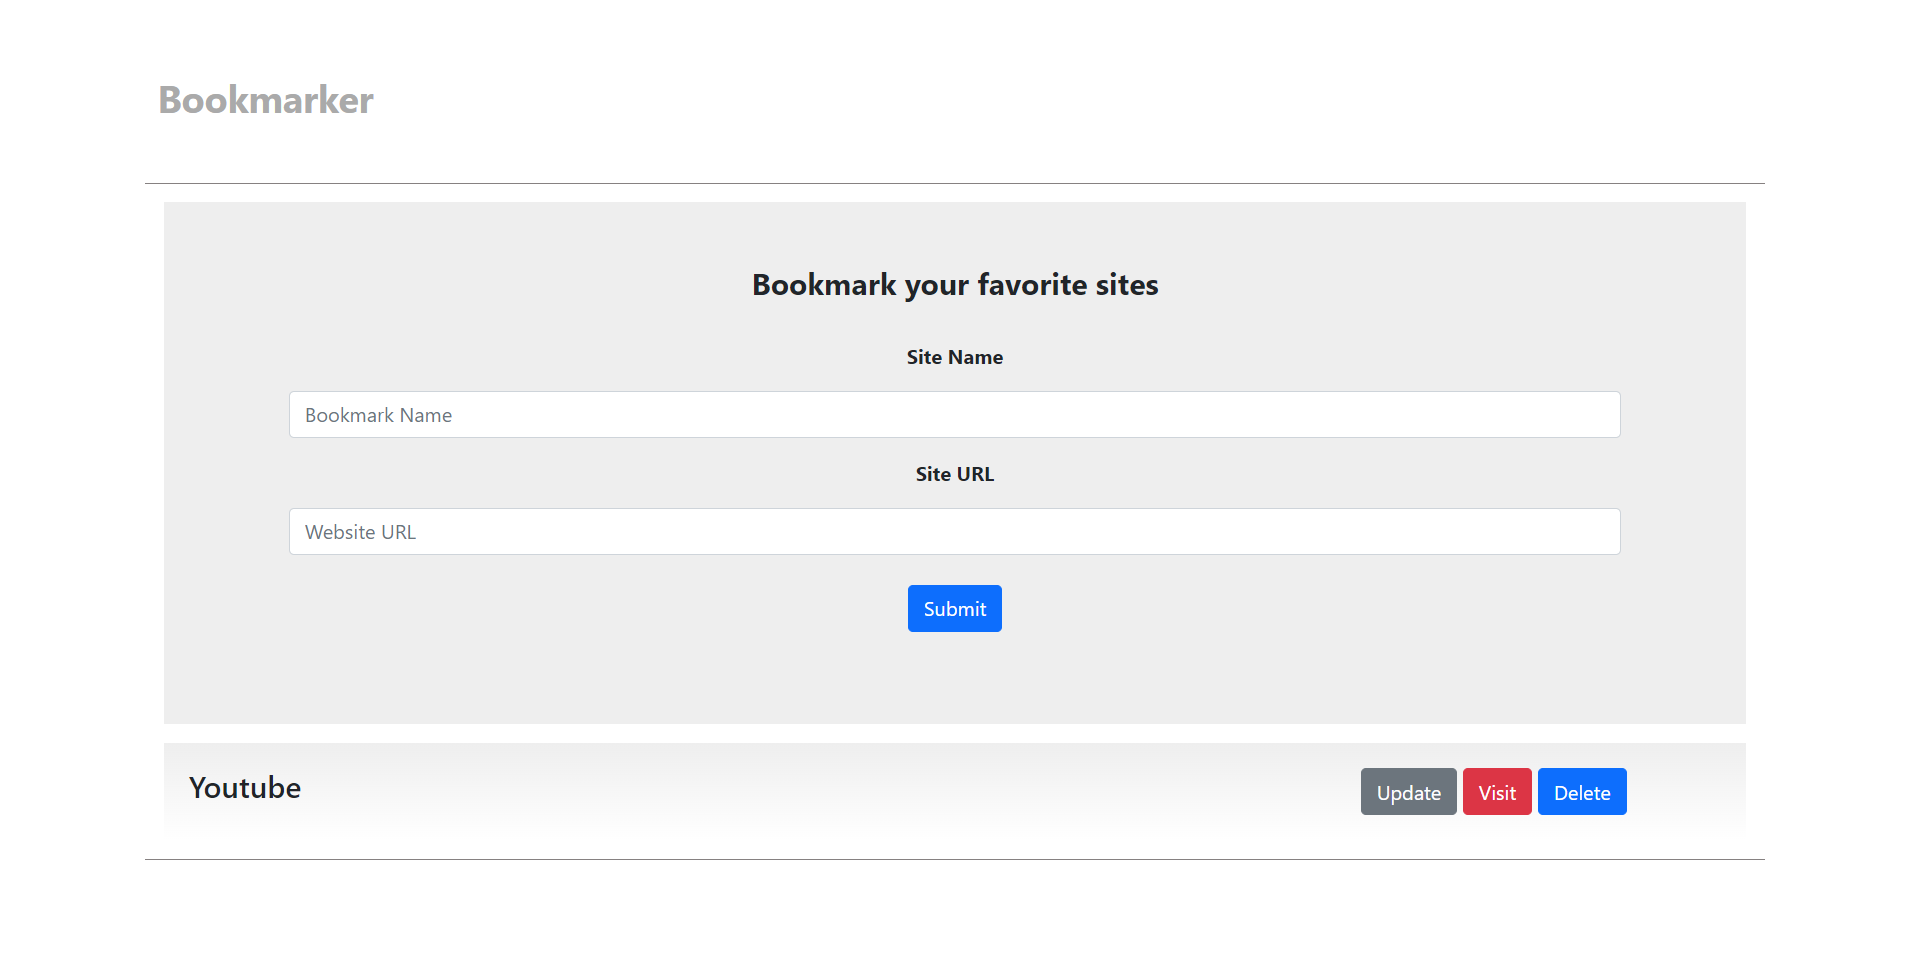 Bookmarker
Bookmark your favorite sites
Site Name
Bookmark Name
Site URL
Website URL
Submit
Youtube
Update Visit Delete